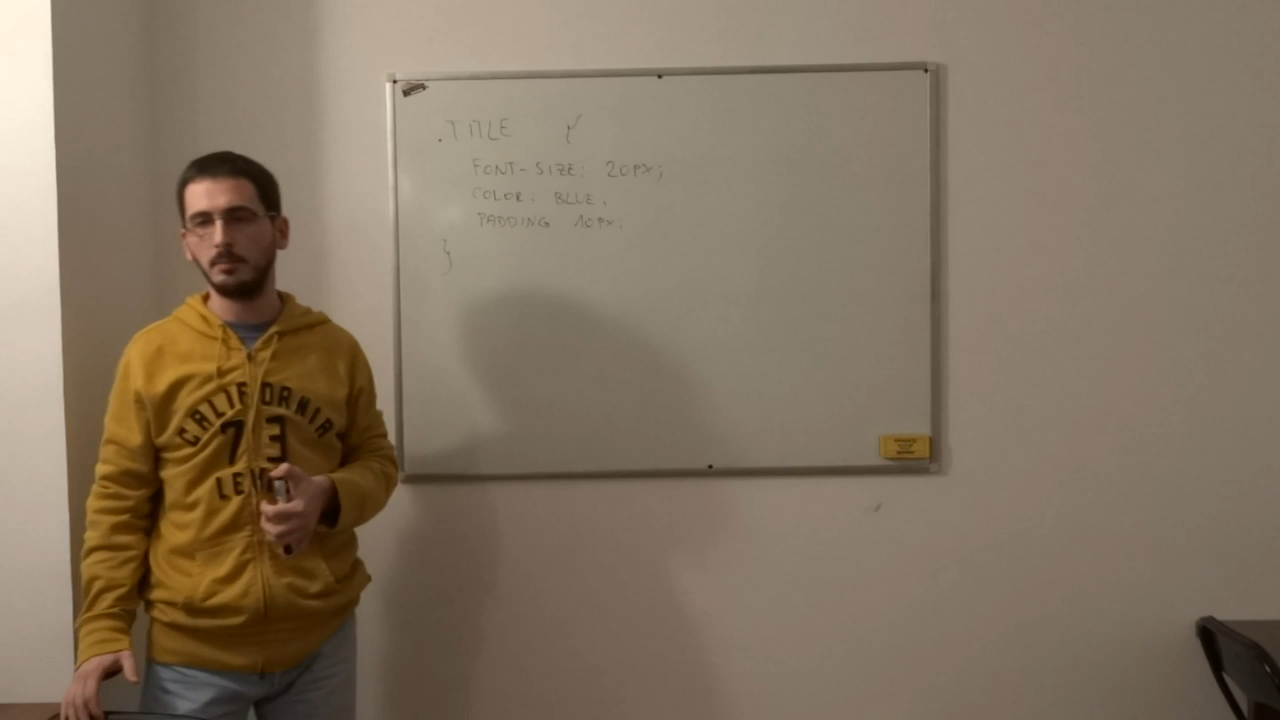 .TITLE {
FONT-SIZE: 20PX;
COLOR: BLUE;
PADDING 10PX;
}
CALIFORNIA
73